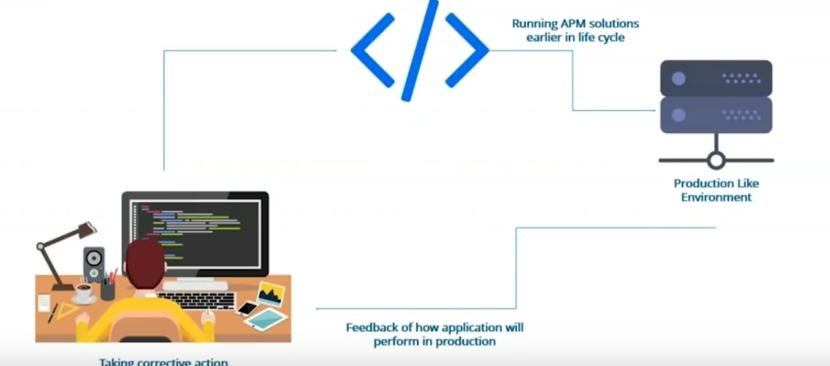 Running APM solutions
earlier in life cycle
Production Like
Environment
Feedback of how application will
perform in production
Taking corrective action